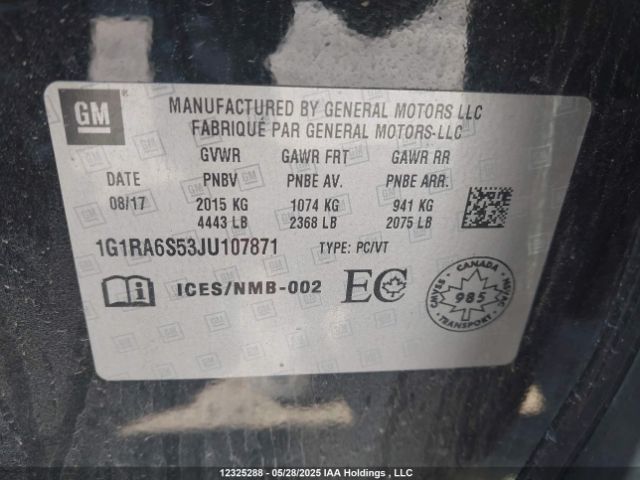 GM ®
MANUFACTURED BY GENERAL MOTORS LLC
FABRIQUÉ PAR GENERAL MOTORS-LLC
GVWR GAWR FRT GAWR RR
DATE PNBV PNBE AV. PNBE ARR.
08/17 2015 KG 1074 KG 941 KG
4443 LB 2368 LB 2075 LB
1G1RA6S53JU107871 TYPE: PC/VT
ICES/NMB-002 EC
CANADA
CMVSS 985 NSVAC
TRANSPORT
12325288 - 05/28/2025 IAA Holdings , LLC